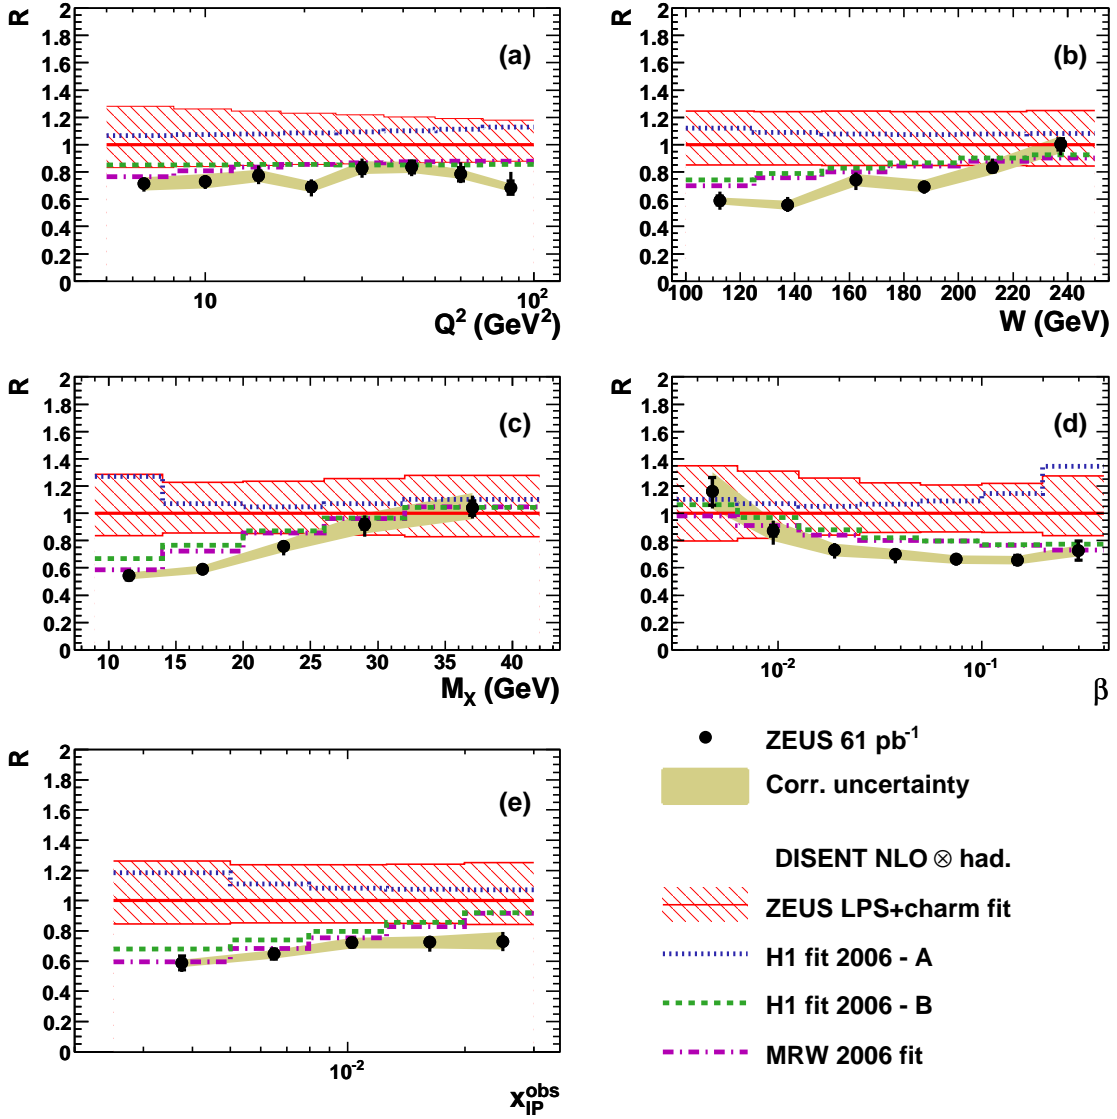 R
(a)
2
1.8
1.6
1.4
1.2
1
0.8
0.6
0.4
0.2
0
10
10²
Q² (GeV²)
R
(b)
2
1.8
1.6
1.4
1.2
1
0.8
0.6
0.4
0.2
0
100 120 140 160 180 200 220 240
W (GeV)
R
(c)
2
1.8
1.6
1.4
1.2
1
0.8
0.6
0.4
0.2
0
10 15 20 25 30 35 40
M_X (GeV)
R
(d)
2
1.8
1.6
1.4
1.2
1
0.8
0.6
0.4
0.2
0
10⁻² 10⁻¹
β
R
(e)
2
1.8
1.6
1.4
1.2
1
0.8
0.6
0.4
0.2
0
10⁻²
x_IP^obs
ZEUS 61 pb⁻¹
Corr. uncertainty
DISENT NLO ⊗ had.
ZEUS LPS+charm fit
H1 fit 2006 - A
H1 fit 2006 - B
MRW 2006 fit